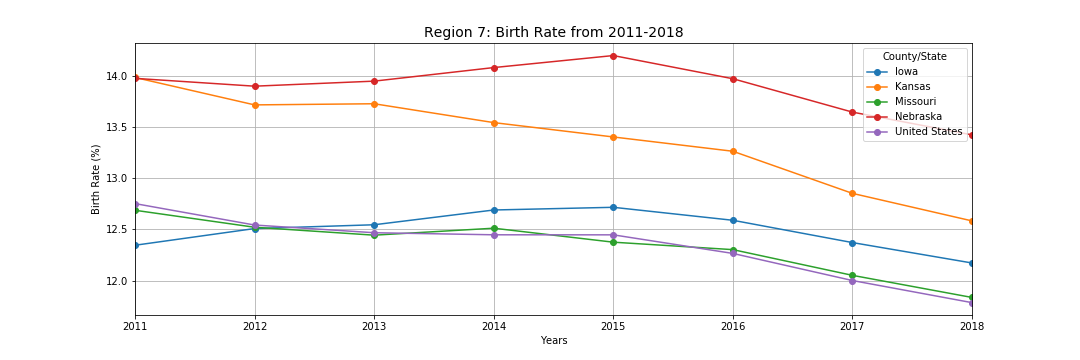 Region 7: Birth Rate from 2011-2018
Birth Rate (%)
14.0
13.5
13.0
12.5
12.0
County/State
Iowa
Kansas
Missouri
Nebraska
United States
2011 2012 2013 2014 2015 2016 2017 2018
Years